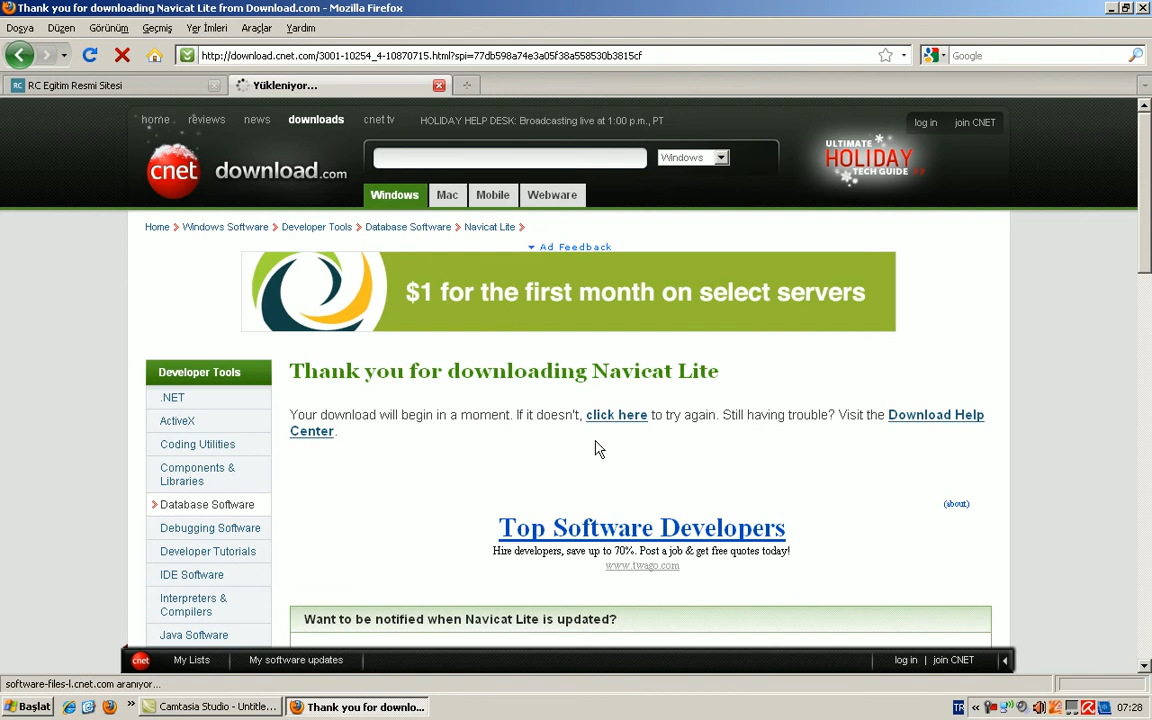 Thank you for downloading Navicat Lite from Download.com - Mozilla Firefox
Dosya Düzen Görünüm Geçmiş Yer İmleri Araçlar Yardım
http://download.cnet.com/3001-10254_4-10870715.html?spi=77db598a74e3a05f38a558530b3815cf
Google
RC RC Egitim Resmi Sitesi
Yükleniyor...
home reviews news downloads cnet tv HOLIDAY HELP DESK: Broadcasting live at 1:00 p.m., PT
log in join CNET
cnet download.com
Windows
ULTIMATE
HOLIDAY
TECH GUIDE
Windows Mac Mobile Webware
Home Windows Software Developer Tools Database Software Navicat Lite
Ad Feedback
$1 for the first month on select servers
Developer Tools
.NET
ActiveX
Coding Utilities
Components &
Libraries
Database Software
Debugging Software
Developer Tutorials
IDE Software
Interpreters &
Compilers
Java Software
Thank you for downloading Navicat Lite
Your download will begin in a moment. If it doesn't, click here to try again. Still having trouble? Visit the Download Help
Center.
(about)
Top Software Developers
Hire developers, save up to 70%. Post a job & get free quotes today!
www.twago.com
Want to be notified when Navicat Lite is updated?
cnet My Lists My software updates log in | join CNET
software-files-l.cnet.com aranıyor...
Başlat Camtasia Studio - Untitle... Thank you for downlo... TR 07:28